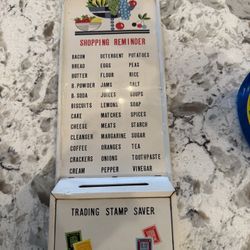 SHOPPING REMINDER
BACON DETERGENT POTATOES
BREAD EGGS PEAS
BUTTER FLOUR RICE
B. POWDER JAMS SALT
B. SODA JUICES SOUPS
BISCUITS LEMONS SOAP
CAKE MATCHES SPICES
CHEESE MEATS STARCH
CLEANSER MARGARINE SUGAR
COFFEE ORANGES TEA
CRACKERS ONIONS TOOTHPASTE
CREAM PEPPER VINEGAR
TRADING STAMP SAVER